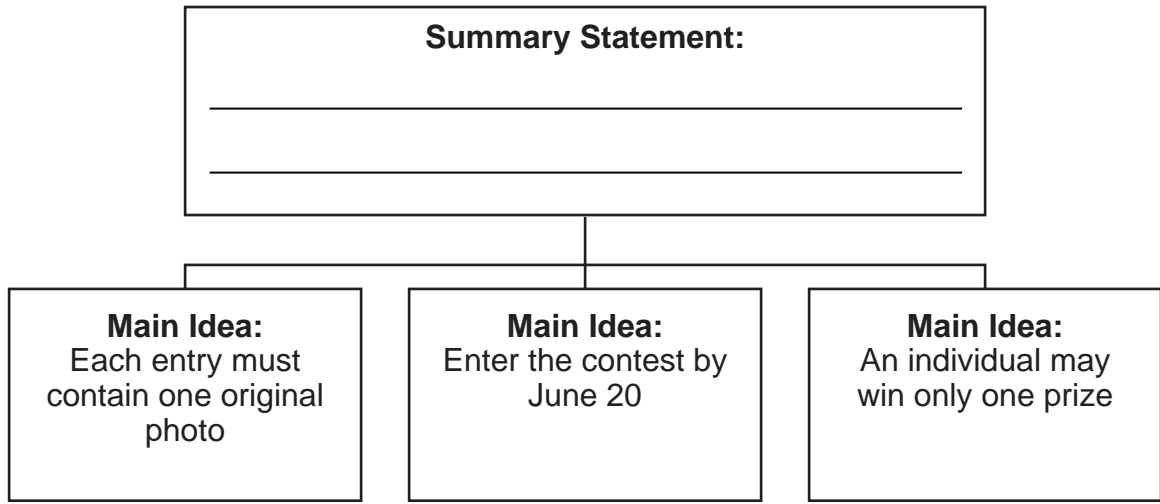 Summary Statement:
Main Idea:
Each entry must
contain one original
photo
Main Idea:
Enter the contest by
June 20
Main Idea:
An individual may
win only one prize